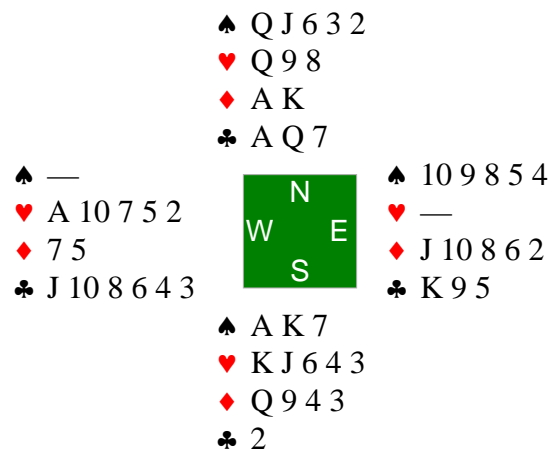 ♠ Q J 6 3 2
♥ Q 9 8
♦ A K
♣ A Q 7
♠ —
♥ A 10 7 5 2
♦ 7 5
♣ J 10 8 6 4 3
N
W E
S
♠ 10 9 8 5 4
♥ —
♦ J 10 8 6 2
♣ K 9 5
♠ A K 7
♥ K J 6 4 3
♦ Q 9 4 3
♣ 2